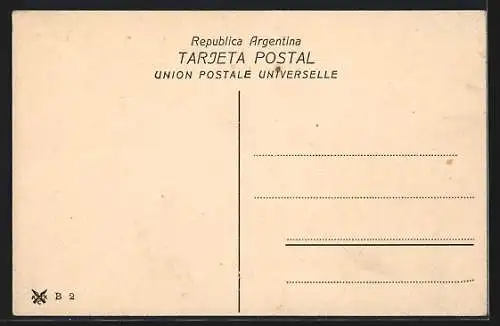 Republica Argentina
TARJETA POSTAL
UNION POSTALE UNIVERSELLE
B 2